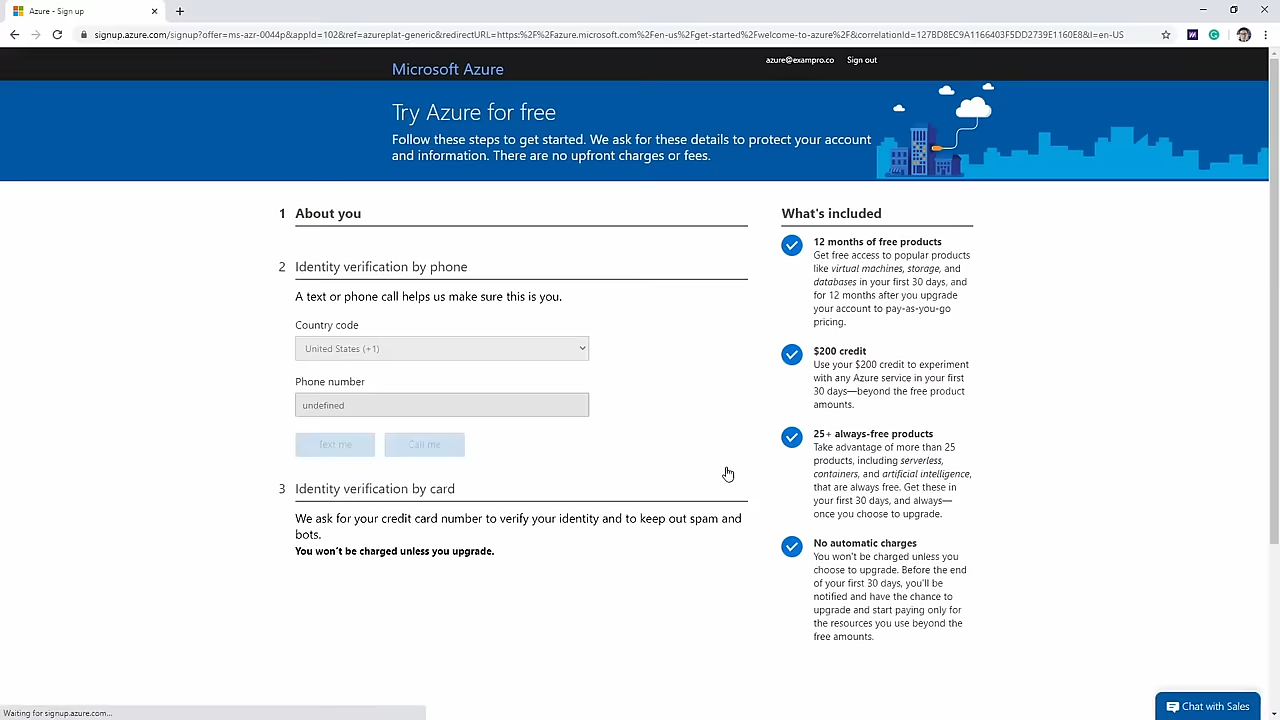 Azure - Sign up
signup.azure.com/signup?offer=ms-azr-0044p&appId=102&ref=azureplat-generic&redirectURL=https:%2F%2Fazure.microsoft.com%2Fen-us%2Fget-started%2Fwelcome-to-azure%2F&correlationId=127BD8EC9A1166403F5DD2739E1160E8&l=en-US
Microsoft Azure
azure@exampro.co Sign out
Try Azure for free
Follow these steps to get started. We ask for these details to protect your account
and information. There are no upfront charges or fees.
1 About you
2 Identity verification by phone
A text or phone call helps us make sure this is you.
Country code
United States (+1)
Phone number
undefined
Text me Call me
3 Identity verification by card
We ask for your credit card number to verify your identity and to keep out spam and
bots.
You won't be charged unless you upgrade.
What's included
12 months of free products
Get free access to popular products
like virtual machines, storage, and
databases in your first 30 days, and
for 12 months after you upgrade
your account to pay-as-you-go
pricing.
$200 credit
Use your $200 credit to experiment
with any Azure service in your first
30 days—beyond the free product
amounts.
25+ always-free products
Take advantage of more than 25
products, including serverless,
containers, and artificial intelligence,
that are always free. Get these in
your first 30 days, and always—
once you choose to upgrade.
No automatic charges
You won't be charged unless you
choose to upgrade. Before the end
of your first 30 days, you'll be
notified and have the chance to
upgrade and start paying only for
the resources you use beyond the
free amounts.
Chat with Sales
Waiting for signup.azure.com...